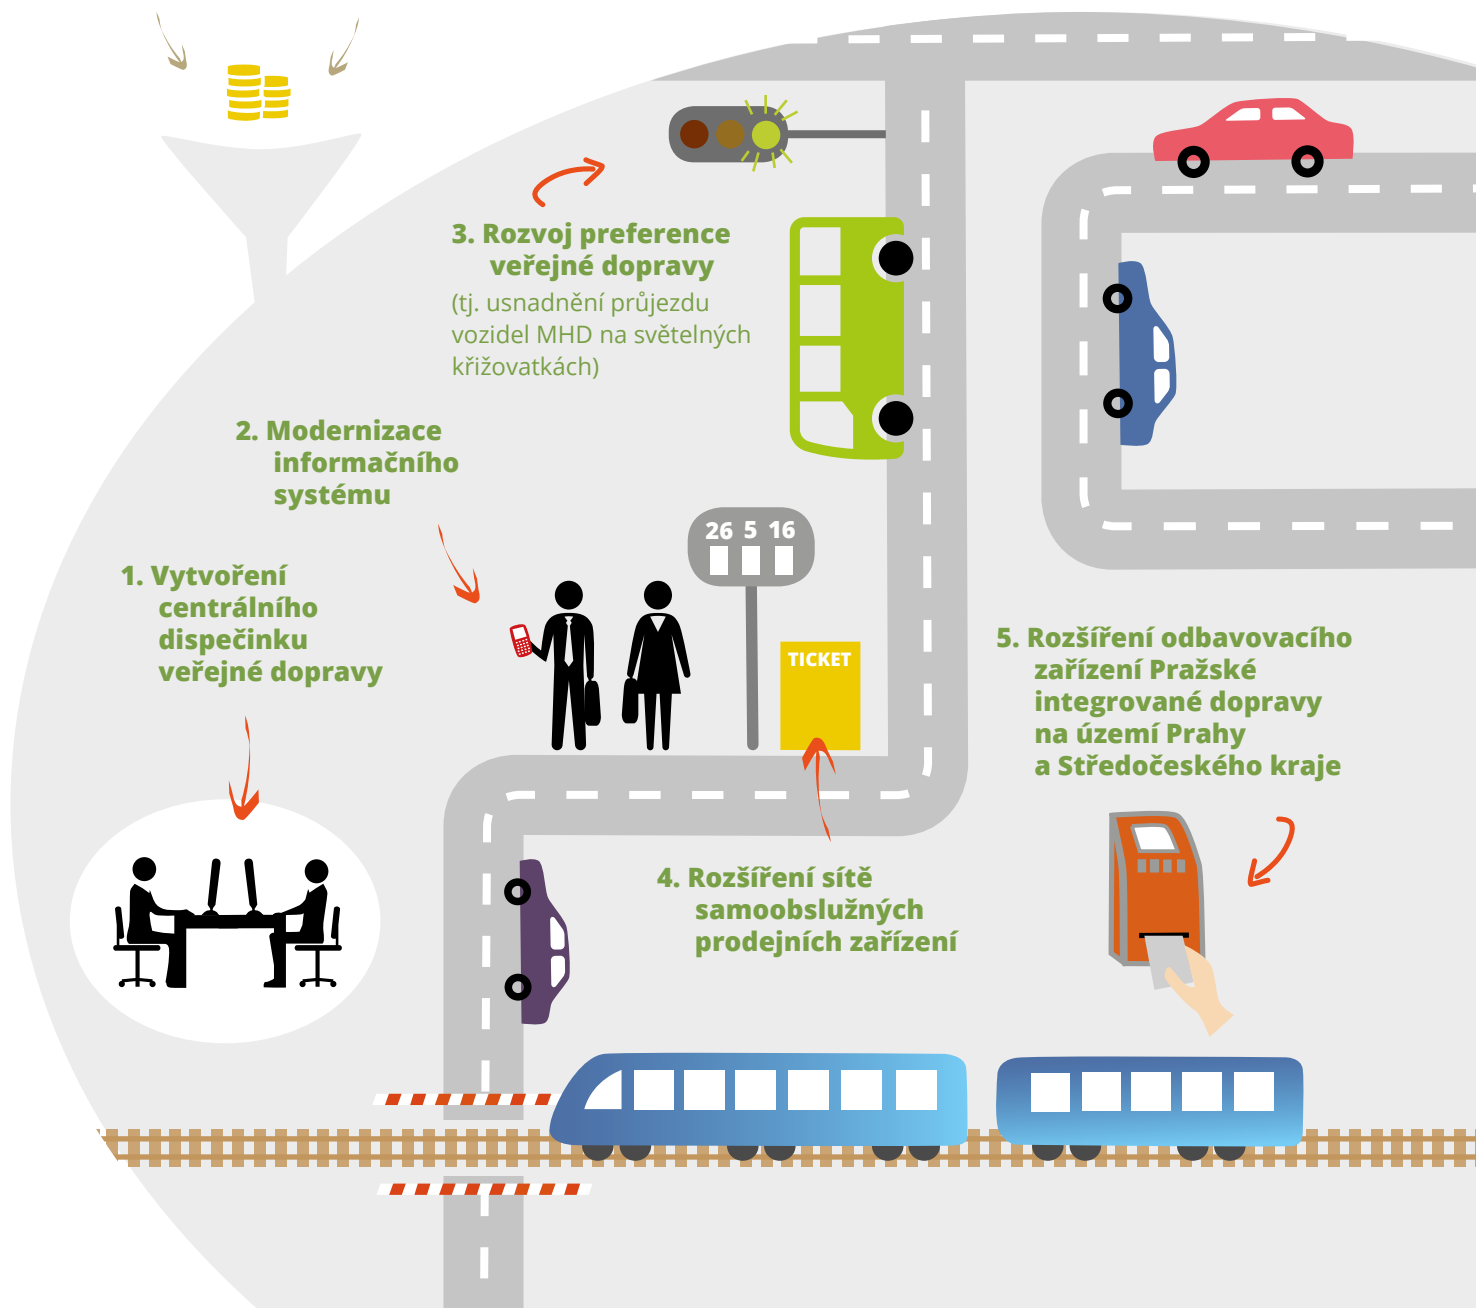 3. Rozvoj preference
veřejné dopravy
(tj. usnadnění průjezdu
vozidel MHD na světelných
křižovatkách)
2. Modernizace
informačního
systému
1. Vytvoření
centrálního
dispečinku
veřejné dopravy
26 5 16
TICKET
5. Rozšíření odbavovacího
zařízení Pražské
integrované dopravy
na území Prahy
a Středočeského kraje
4. Rozšíření sítě
samoobslužných
prodejních zařízení